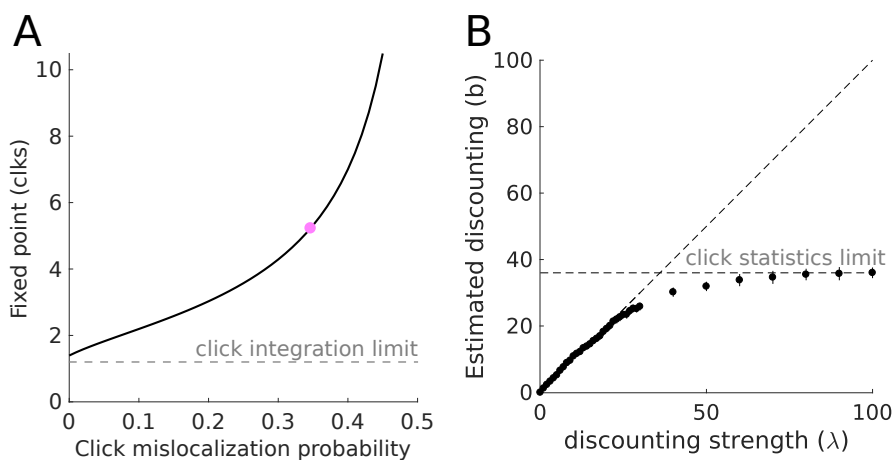 A
Fixed point (clks)
10
8
6
4
2
0
click integration limit
0 0.1 0.2 0.3 0.4 0.5
Click mislocalization probability
B
Estimated discounting (b)
100
80
60
40
20
0
click statistics limit
0 50 100
discounting strength (λ)